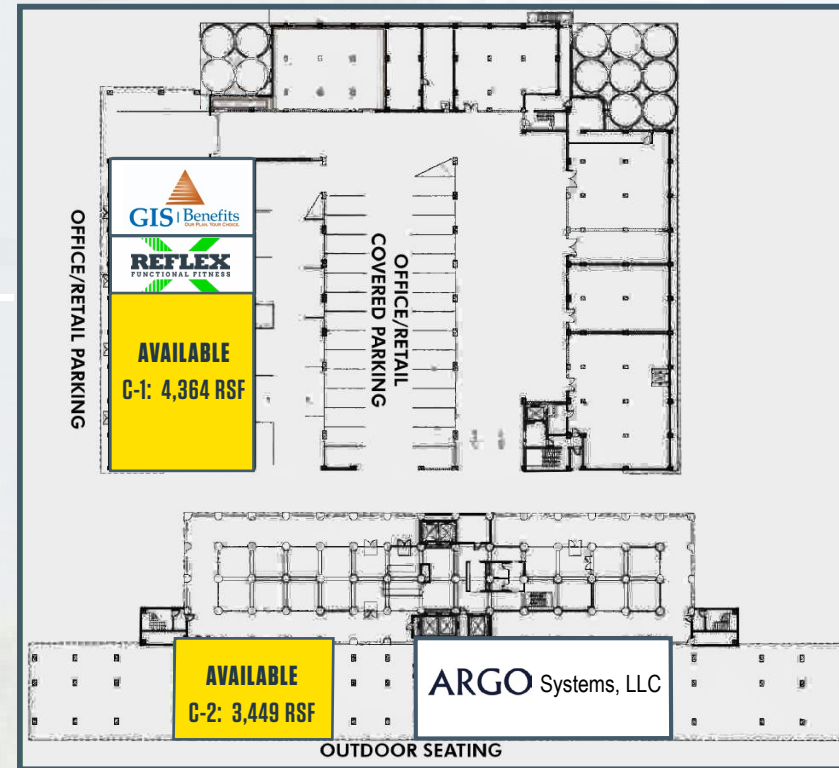 GIS | Benefits
OUR PLAN. YOUR CHOICE.
REFLEX
FUNCTIONAL FITNESS
AVAILABLE
C-1: 4,364 RSF
OFFICE/RETAIL PARKING
OFFICE/RETAIL
COVERED PARKING
AVAILABLE
C-2: 3,449 RSF
ARGO Systems, LLC
OUTDOOR SEATING